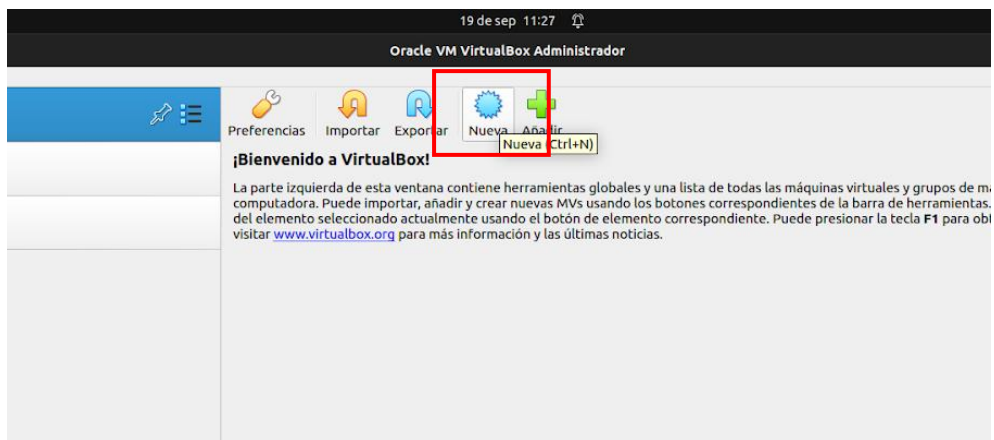 19 de sep 11:27
Oracle VM VirtualBox Administrador
Preferencias Importar Exportar Nueva Añadir
Nueva (Ctrl+N)
¡Bienvenido a VirtualBox!
La parte izquierda de esta ventana contiene herramientas globales y una lista de todas las máquinas virtuales y grupos de
computadora. Puede importar, añadir y crear nuevas MVs usando los botones correspondientes de la barra de herramientas.
del elemento seleccionado actualmente usando el botón de elemento correspondiente. Puede presionar la tecla F1 para
visitar www.virtualbox.org para más información y las últimas noticias.